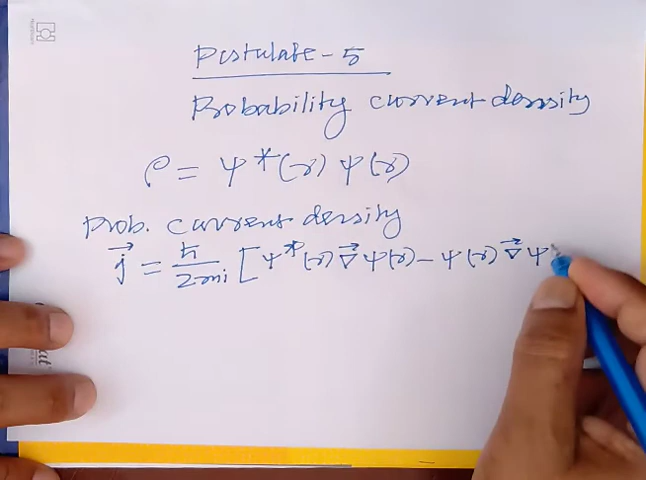 Postulate - 5
Probability current density
ρ = ψ*(r) ψ(r)
Prob. current density
j⃗ = ℏ/2mi [ψ*(r) ∇⃗ ψ(r) - ψ(r) ∇⃗ ψ